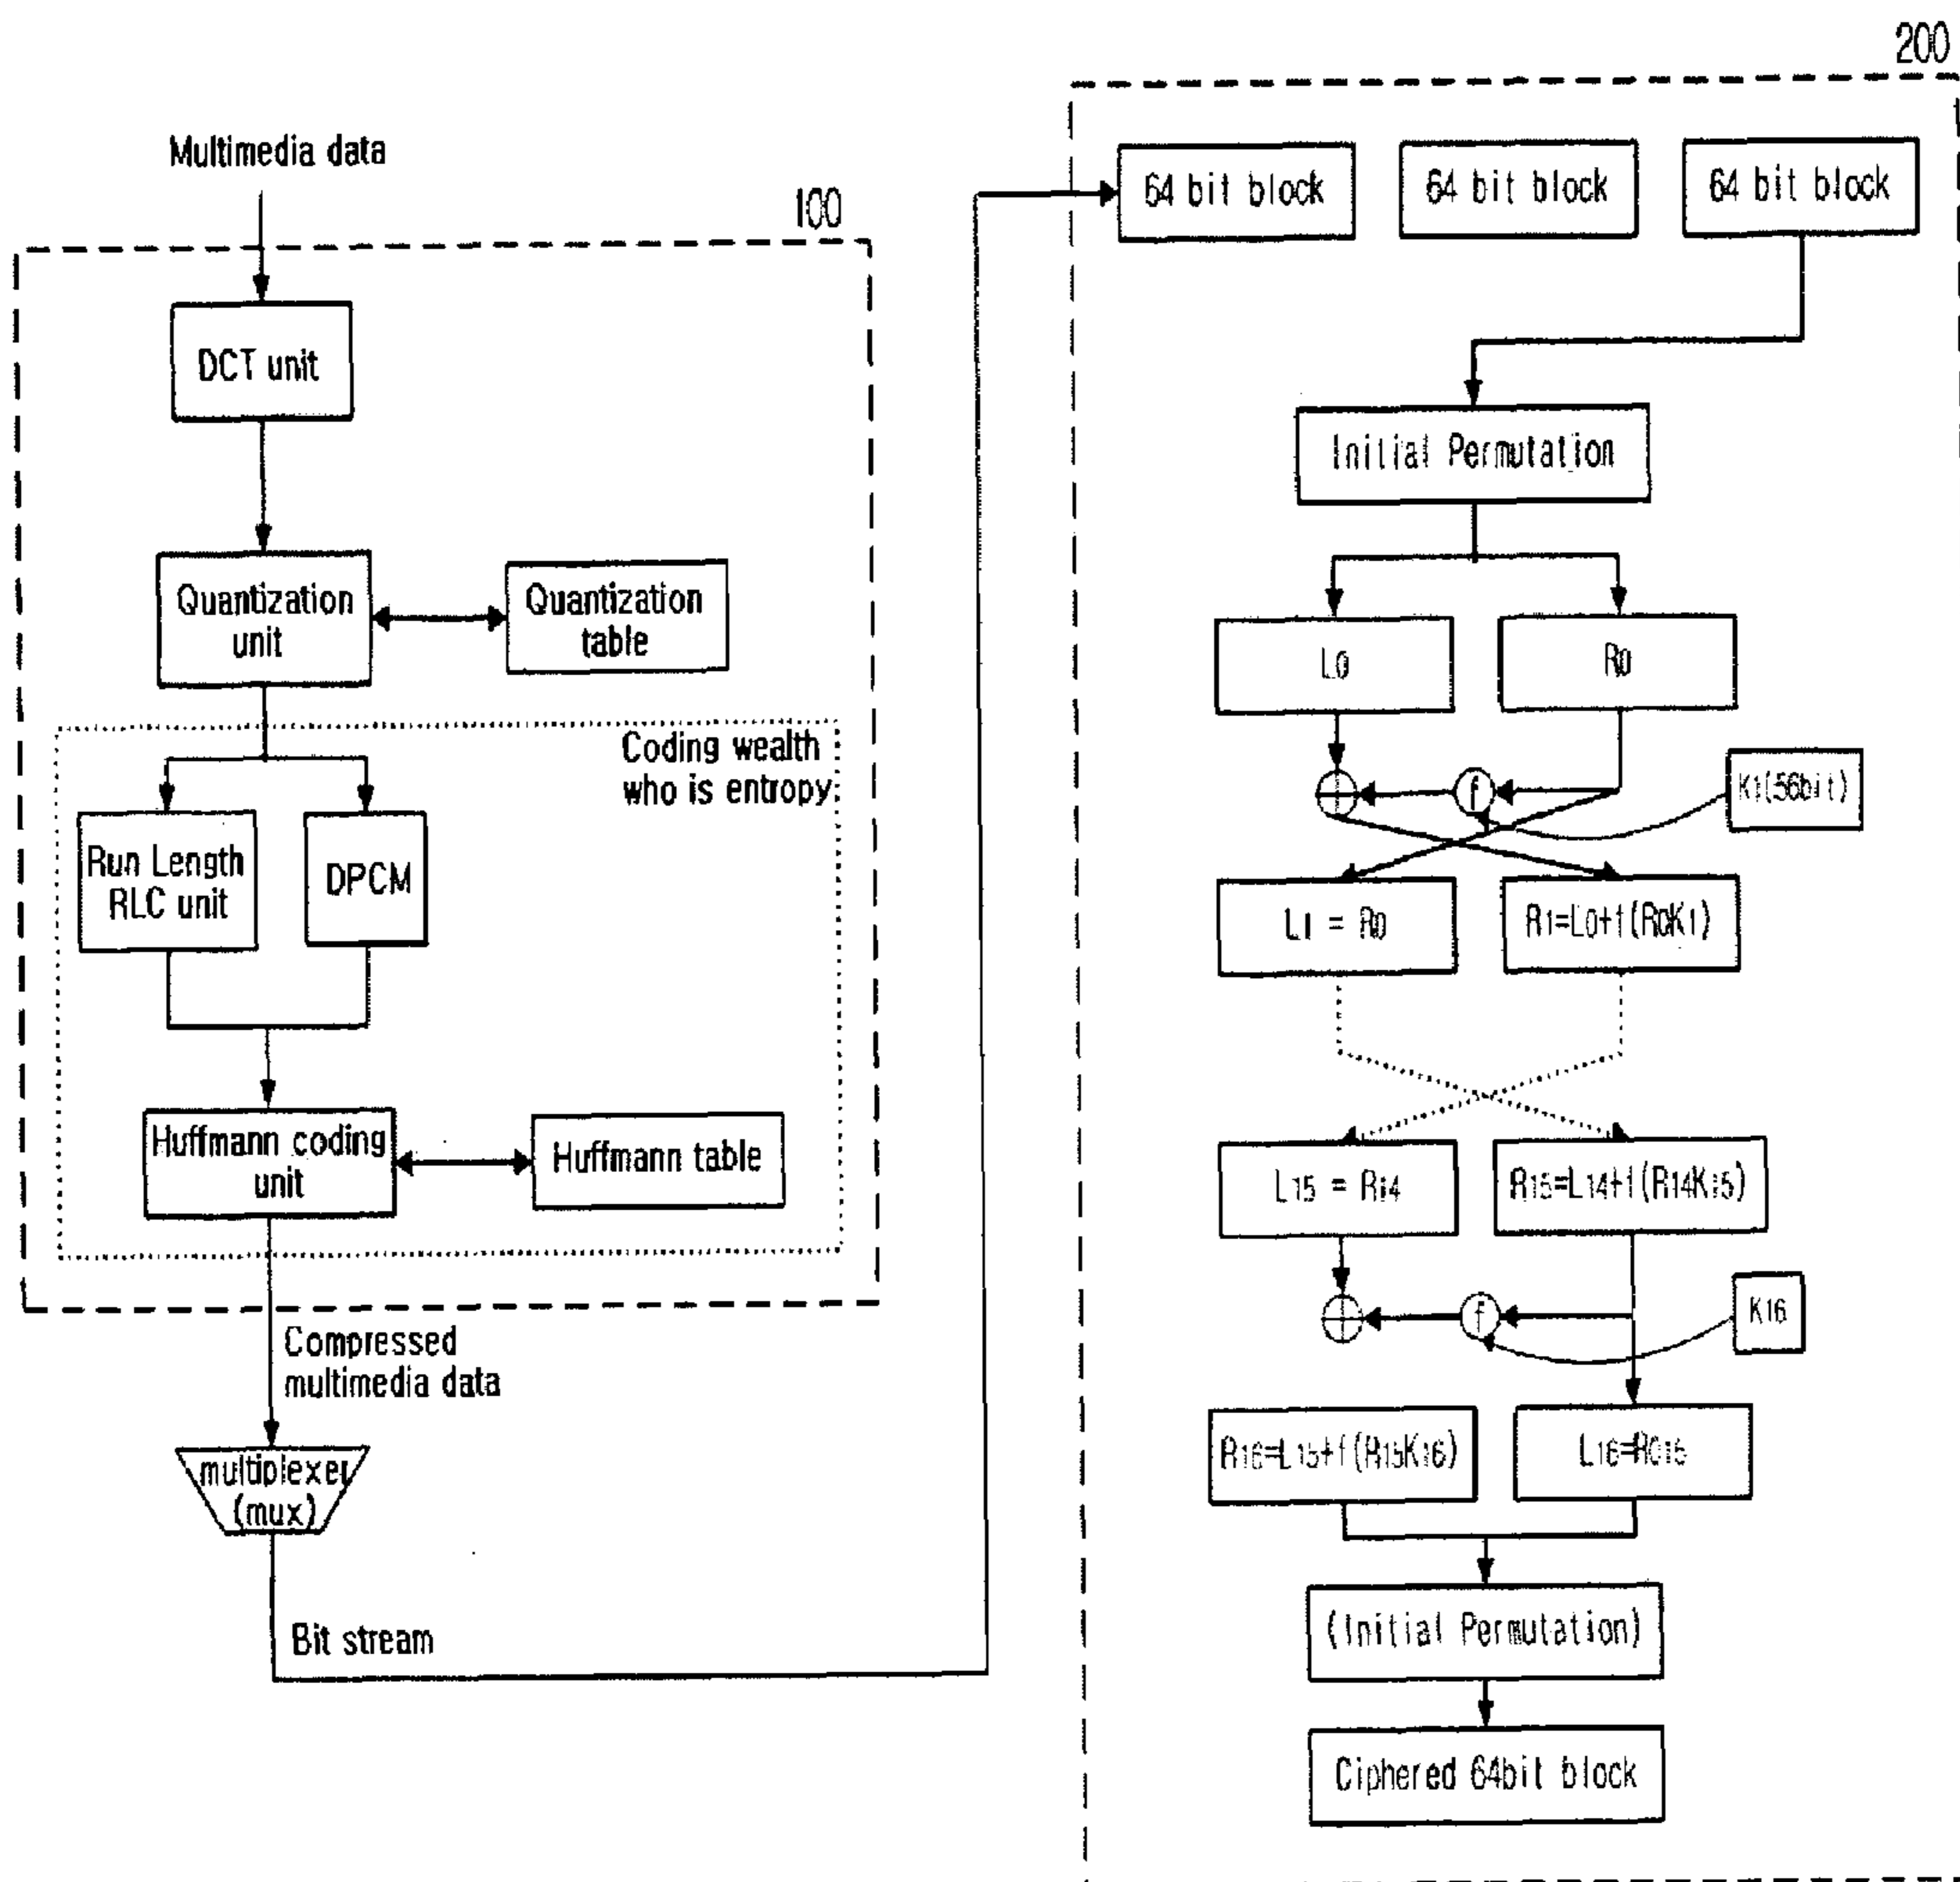 200
Multimedia data
100
64 bit block
64 bit block
64 bit block
DCT unit
Initial Permutation
Quantization
unit
Quantization
table
L0
R0
Coding wealth
who is entropy
f
K1(56bit)
Run Length
RLC unit
DPCM
L1 = R0
R1=L0+f(R0K1)
Huffmann coding
unit
Huffmann table
L15 = R14
R15=L14+f(R14K15)
f
K16
Compressed
multimedia data
R16=L15+f(R15K16)
multiplexer
(mux)
Bit stream
(Initial Permutation)
Ciphered 64bit block